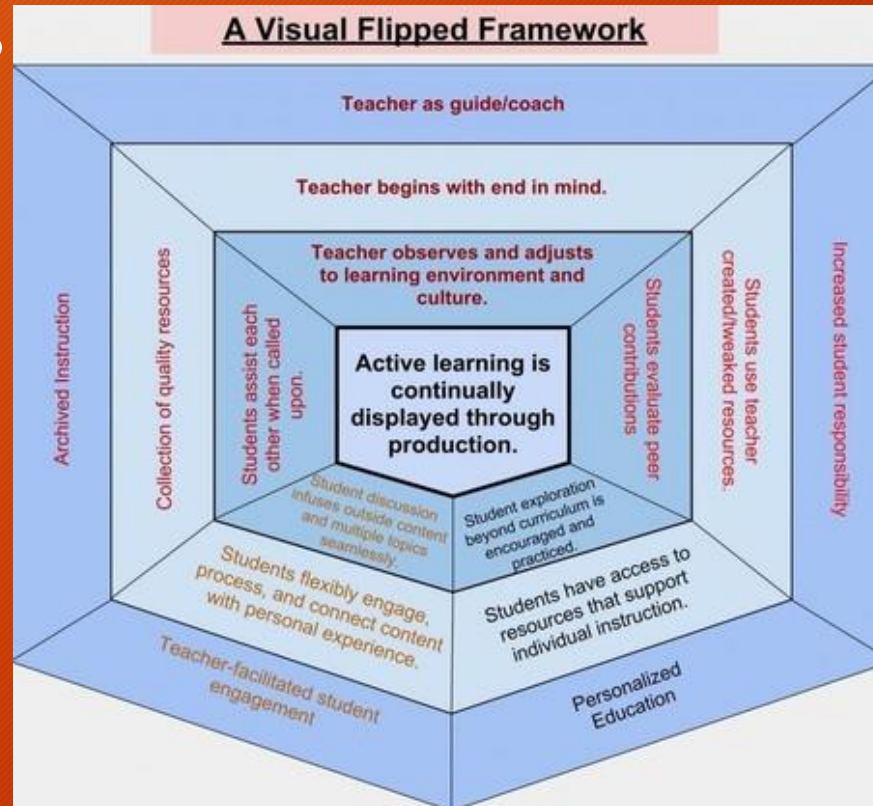 A Visual Flipped Framework
Teacher as guide/coach
Teacher begins with end in mind.
Teacher observes and adjusts
to learning environment and
culture.
Archived Instruction
Collection of quality resources
Students assist each
other when called
upon.
Active learning is
continually
displayed through
production.
Students evaluate peer
contributions
Students use teacher
created/tweaked resources.
Increased student responsibility
Student discussion
infuses outside content
and multiple topics
seamlessly.
Student exploration
beyond curriculum is
encouraged and
practiced.
Students flexibly engage,
process, and connect content
with personal experience.
Students have access to
resources that support
individual instruction.
Teacher-facilitated student
engagement
Personalized
Education